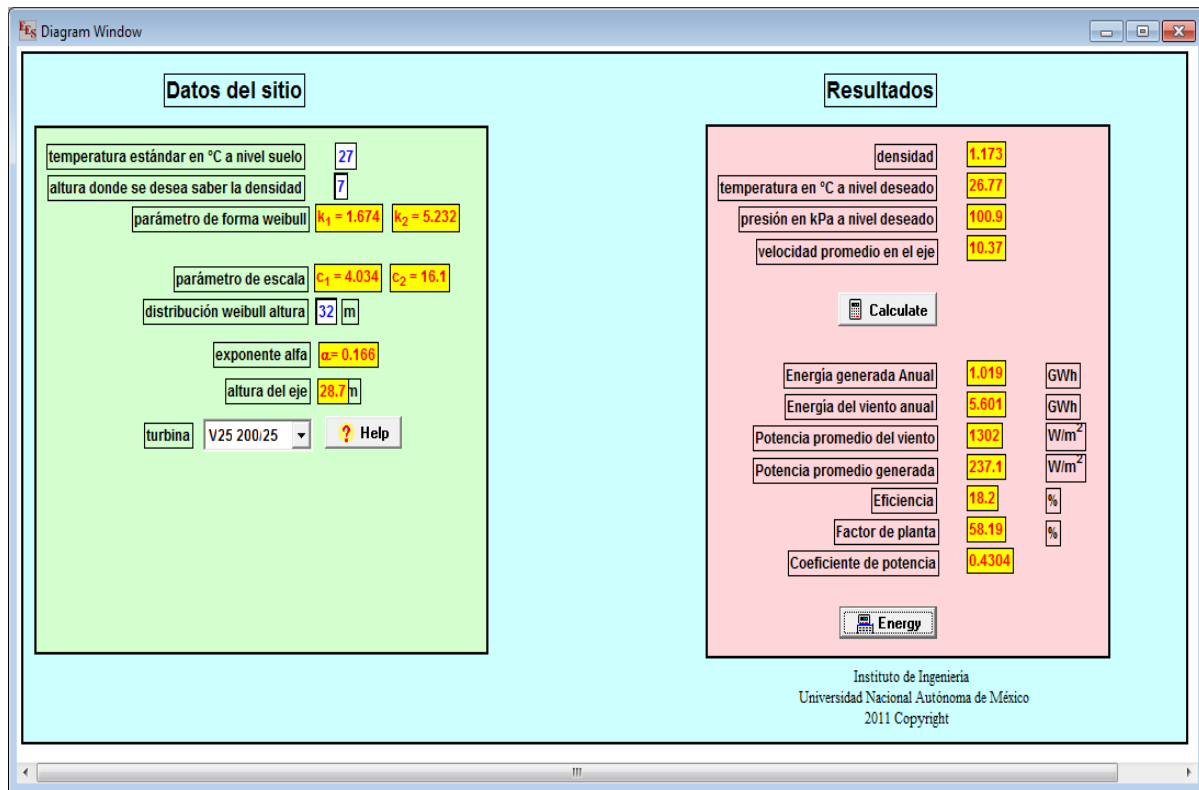 EES Diagram Window
Datos del sitio
temperatura estándar en ºC a nivel suelo 27
altura donde se desea saber la densidad 7
parámetro de forma weibull k1 = 1.674 k2 = 5.232
parámetro de escala c1 = 4.034 c2 = 16.1
distribución weibull altura 32 m
exponente alfa α= 0.166
altura del eje 28.7 m
turbina V25 200/25 ? Help
Resultados
densidad 1.173
temperatura en ºC a nivel deseado 26.77
presión en kPa a nivel deseado 100.9
velocidad promedio en el eje 10.37
Calculate
Energía generada Anual 1.019 GWh
Energía del viento anual 5.601 GWh
Potencia promedio del viento 1302 W/m2
Potencia promedio generada 237.1 W/m2
Eficiencia 18.2 %
Factor de planta 58.19 %
Coeficiente de potencia 0.4304
Energy
Instituto de Ingenieria
Universidad Nacional Autónoma de México
2011 Copyright